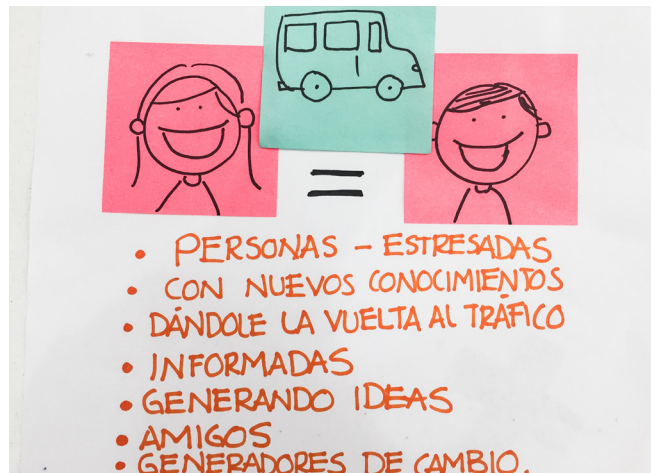 =
• PERSONAS - ESTRESADAS
• CON NUEVOS CONOCIMIENTOS
• DÁNDOLE LA VUELTA AL TRÁFICO
• INFORMADAS
• GENERANDO IDEAS
• AMIGOS
• GENERADORES DE CAMBIO.